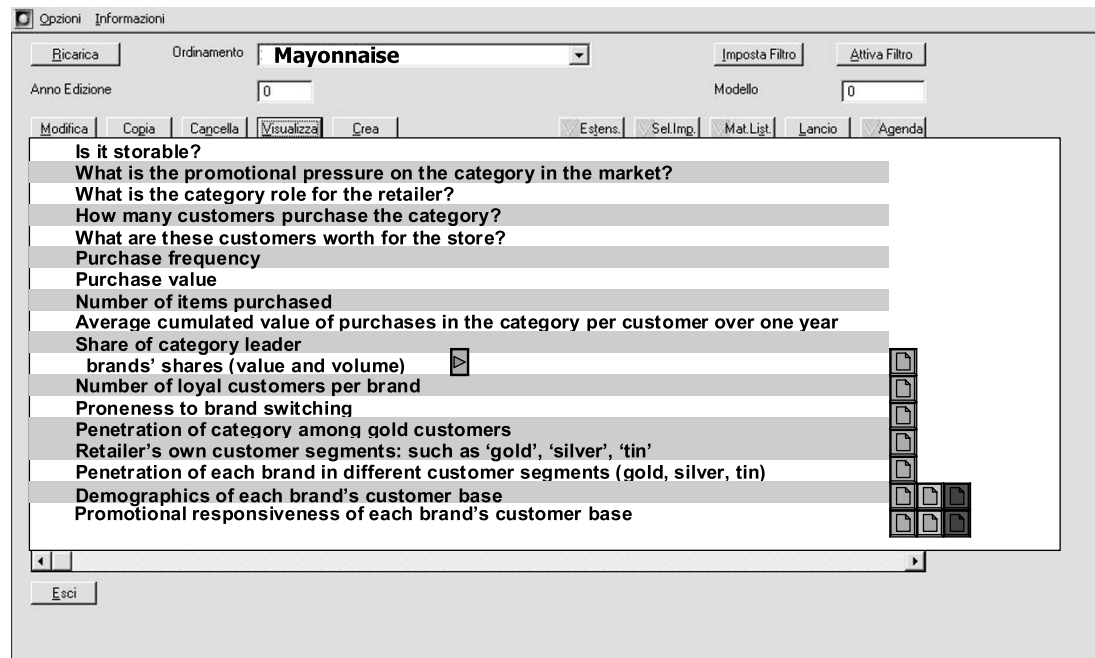 Opzioni Informazioni
Ricarica Ordinamento Mayonnaise Imposta Filtro Attiva Filtro
Anno Edizione 0 Modello 0
Modifica Copia Cancella Visualizza Crea Estens. Sel.Imp. Mat.List. Lancio Agenda
Is it storable?
What is the promotional pressure on the category in the market?
What is the category role for the retailer?
How many customers purchase the category?
What are these customers worth for the store?
Purchase frequency
Purchase value
Number of items purchased
Average cumulated value of purchases in the category per customer over one year
Share of category leader
brands’ shares (value and volume)
Number of loyal customers per brand
Proneness to brand switching
Penetration of category among gold customers
Retailer’s own customer segments: such as ‘gold’, ‘silver’, ‘tin’
Penetration of each brand in different customer segments (gold, silver, tin)
Demographics of each brand’s customer base
Promotional responsiveness of each brand’s customer base
Esci